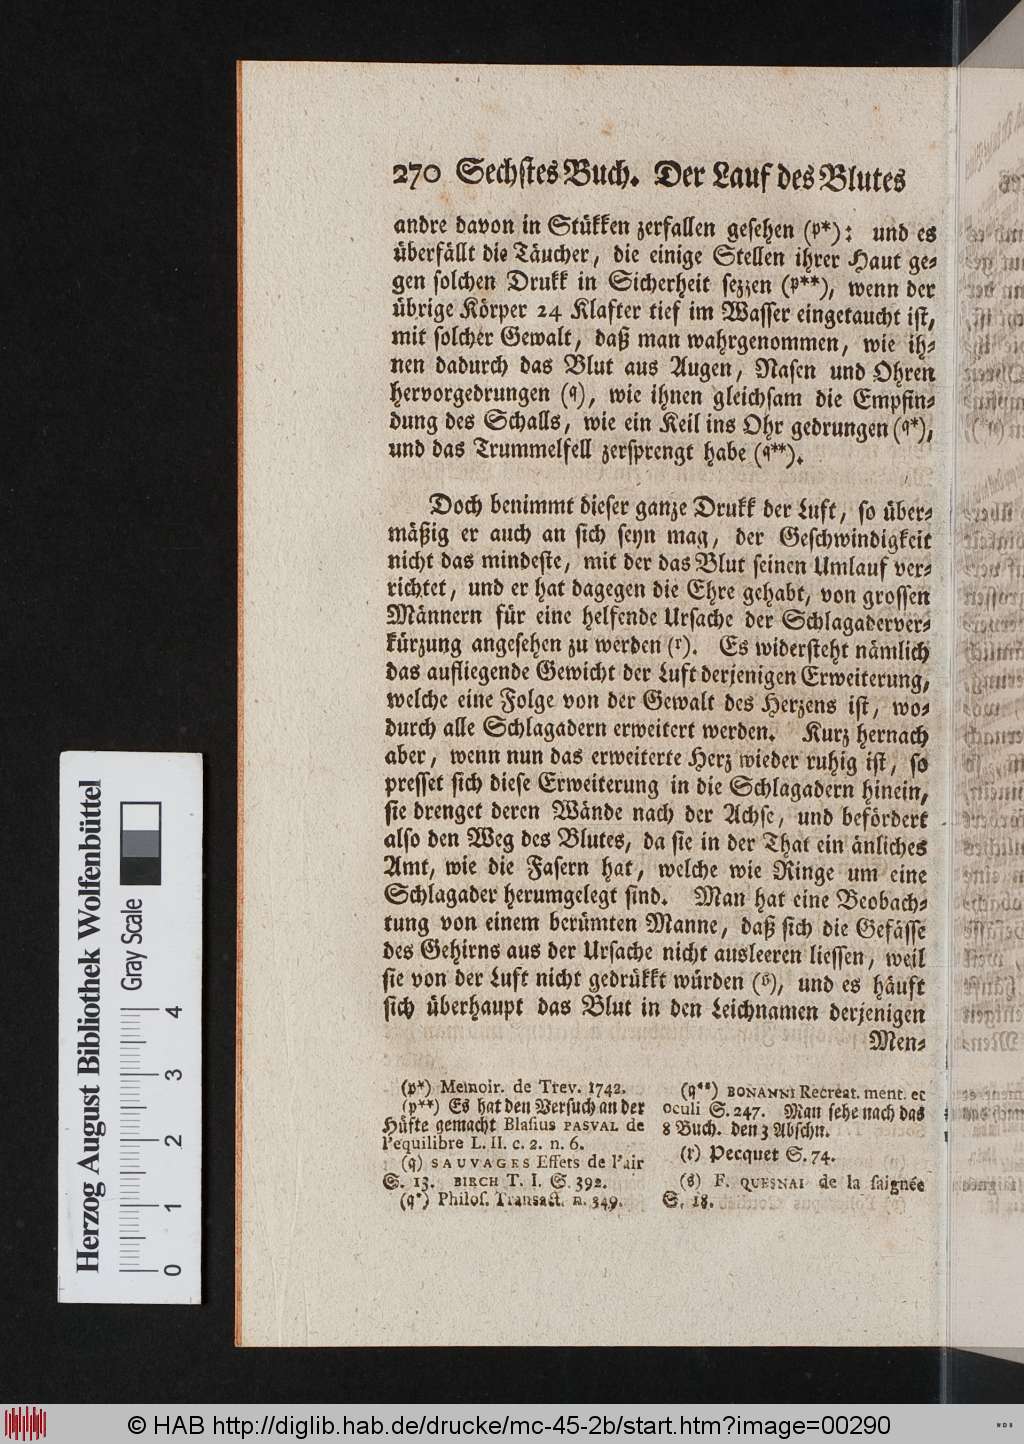 270 Sechstes Buch. Der Lauf des Blutes
andre davon in Stükken zerfallen gesehen (p*): und es
überfällt die Täucher, die einige Stellen ihrer Haut ge-
gen solchen Drukk in Sicherheit sezzen (p**), wenn der
übrige Körper 24 Klafter tief im Wasser eingetaucht ist,
mit solcher Gewalt, daß man wahrgenommen, wie ih-
nen dadurch das Blut aus Augen, Nasen und Ohren
hervorgedrungen (q), wie ihnen gleichsam die Empfin-
dung des Schalls, wie ein Keil ins Ohr gedrungen (q*),
und das Trummelfell zersprengt habe (q**).
Doch benimmt dieser ganze Drukk der Luft, so über-
mäßig er auch an sich seyn mag, der Geschwindigkeit
nicht das mindeste, mit der das Blut seinen Umlauf ver-
richtet, und er hat dagegen die Ehre gehabt, von grossen
Männern für eine helfende Ursache der Schlagaderver-
kürzung angesehen zu werden (r). Es widersteht nämlich
das aufliegende Gewicht der Luft derjenigen Erweiterung,
welche eine Folge von der Gewalt des Herzens ist, wo-
durch alle Schlagadern erweitert werden. Kurz hernach
aber, wenn nun das erweiterte Herz wieder ruhig ist, so
presset sich diese Erweiterung in die Schlagadern hinein,
sie drenget deren Wände nach der Achse, und befördert
also den Weg des Blutes, da sie in der That ein änliches
Amt, wie die Fasern hat, welche wie Ringe um eine
Schlagader herumgelegt sind. Man hat eine Beobach-
tung von einem berümten Manne, daß sich die Gefässe
des Gehirns aus der Ursache nicht ausleeren liessen, weil
sie von der Luft nicht gedrükkt würden (s), und es häuft
sich überhaupt das Blut in den Leichnamen derjenigen
Men-
(p*) Memoir. de Trev. 1742.
(p**) Es hat den Versuch an der
Hüfte gemacht Blasius PASVAL de
l'equilibre L. II. c. 2. n. 6.
(q) SAUVAGES Effets de l'air
S. 13. BIRCH T. I. S. 392.
(q*) Philos. Transact. n. 349.
(q**) BONANNI Recreat. ment. et
oculi S. 247. Man sehe nach das
8 Buch. den 3 Abschn.
(r) Pecquet S. 74.
(s) F. QUESNAI de la saignée
S. 18.
Herzog August Bibliothek Wolfenbüttel
Gray Scale
0 1 2 3 4
© HAB http://diglib.hab.de/drucke/mc-45-2b/start.htm?image=00290